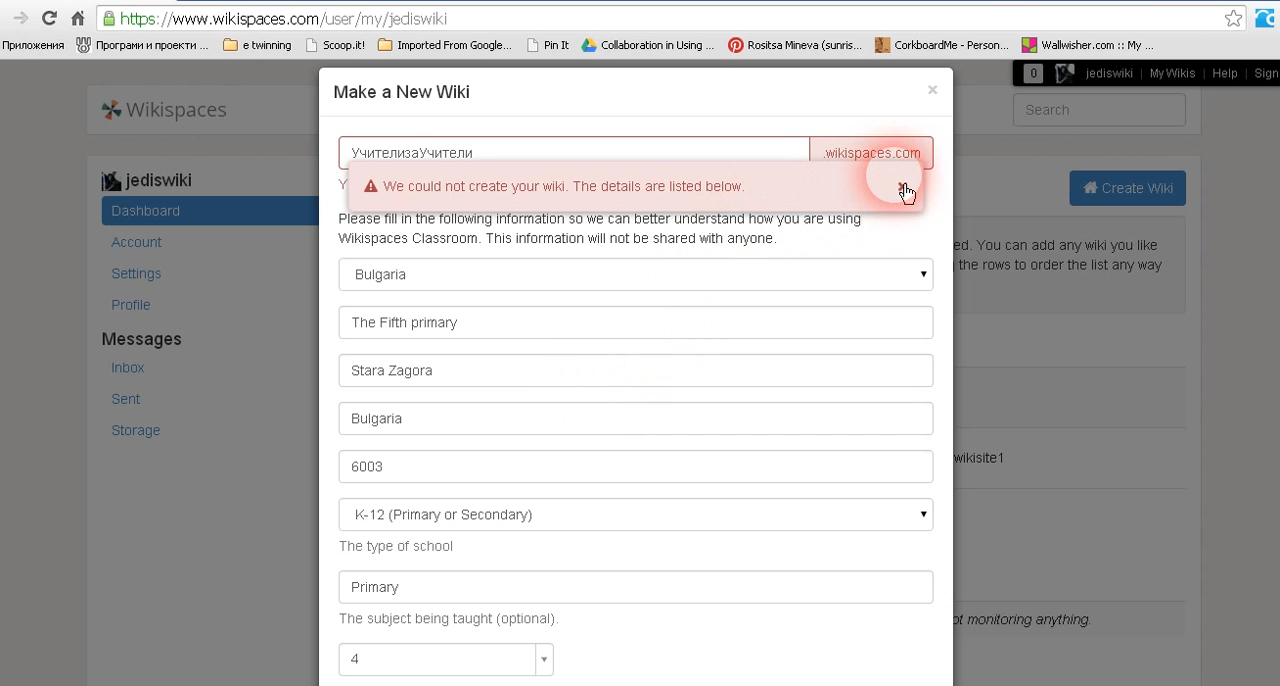 https://www.wikispaces.com/user/my/jediswiki
Приложения
Програми и проекти ...
e twinning
Scoop.it!
Imported From Google...
Pin It
Collaboration in Using ...
Rositsa Mineva (sunris...
CorkboardMe - Person...
Wallwisher.com :: My ...
0 jediswiki My Wikis Help Sign
Wikispaces
Search
Make a New Wiki ×
УчителизаУчители .wikispaces.com
We could not create your wiki. The details are listed below.
Please fill in the following information so we can better understand how you are using
Wikispaces Classroom. This information will not be shared with anyone.
Bulgaria
The Fifth primary
Stara Zagora
Bulgaria
6003
K-12 (Primary or Secondary)
The type of school
Primary
The subject being taught (optional).
4
jediswiki
Dashboard
Account
Settings
Profile
Messages
Inbox
Sent
Storage
Create Wiki
ed. You can add any wiki you like
the rows to order the list any way
wikisite1
ot monitoring anything.